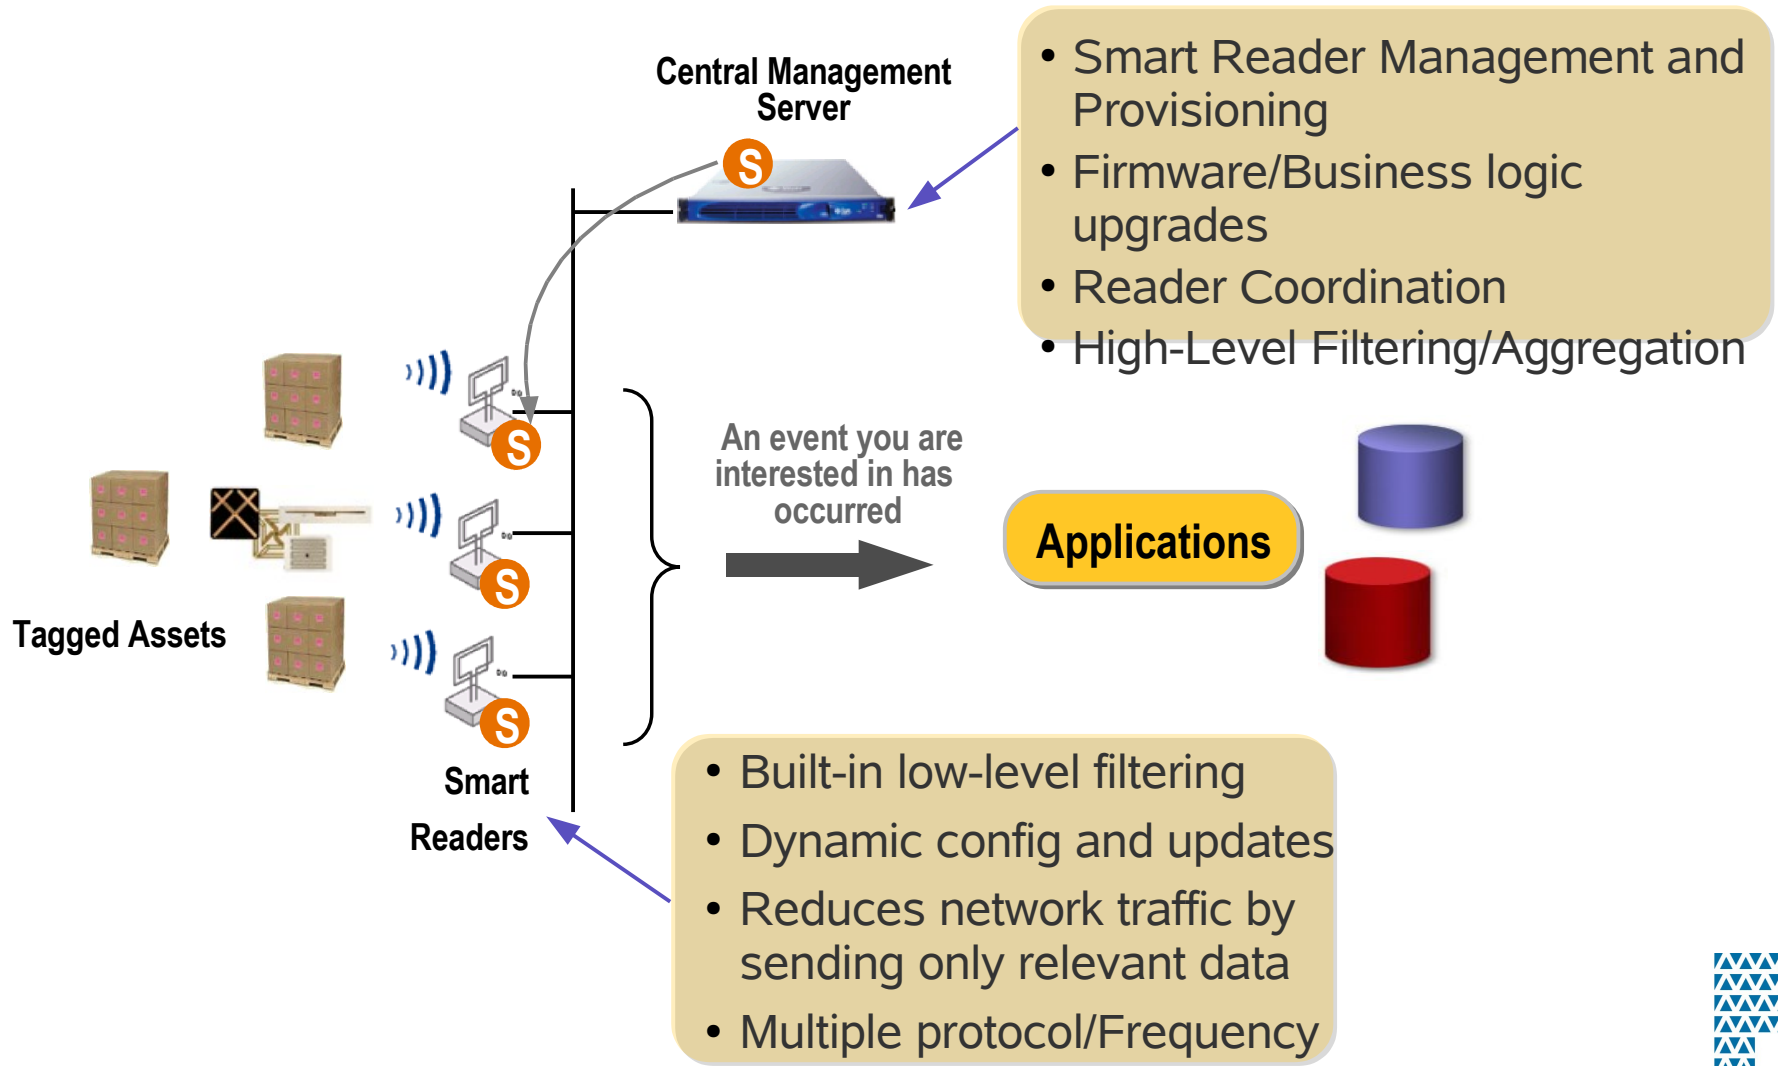 Central Management
Server
• Smart Reader Management and
Provisioning
• Firmware/Business logic
upgrades
• Reader Coordination
• High-Level Filtering/Aggregation
S
S
S
S
An event you are
interested in has
occurred
Applications
Tagged Assets
Smart
Readers
• Built-in low-level filtering
• Dynamic config and updates
• Reduces network traffic by
sending only relevant data
• Multiple protocol/Frequency